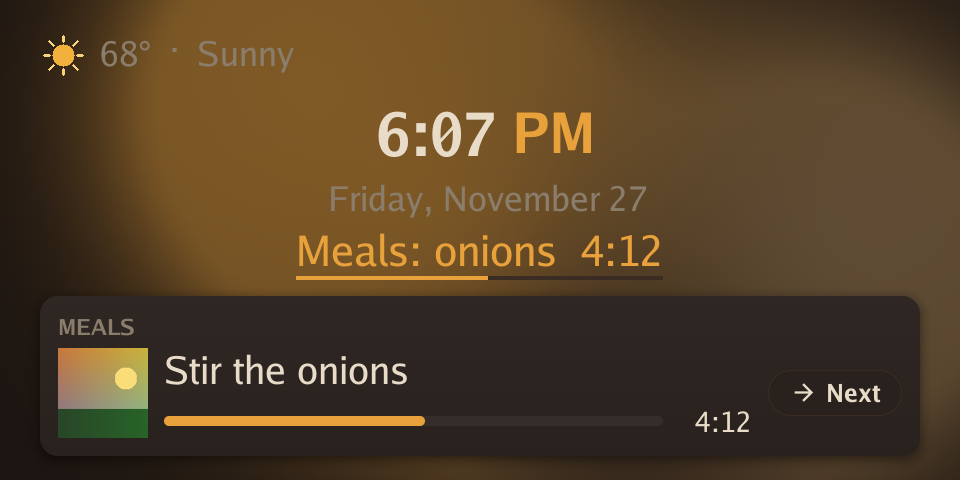 68° · Sunny
6:07 PM
Friday, November 27
Meals: onions 4:12
MEALS
Stir the onions
4:12
→ Next